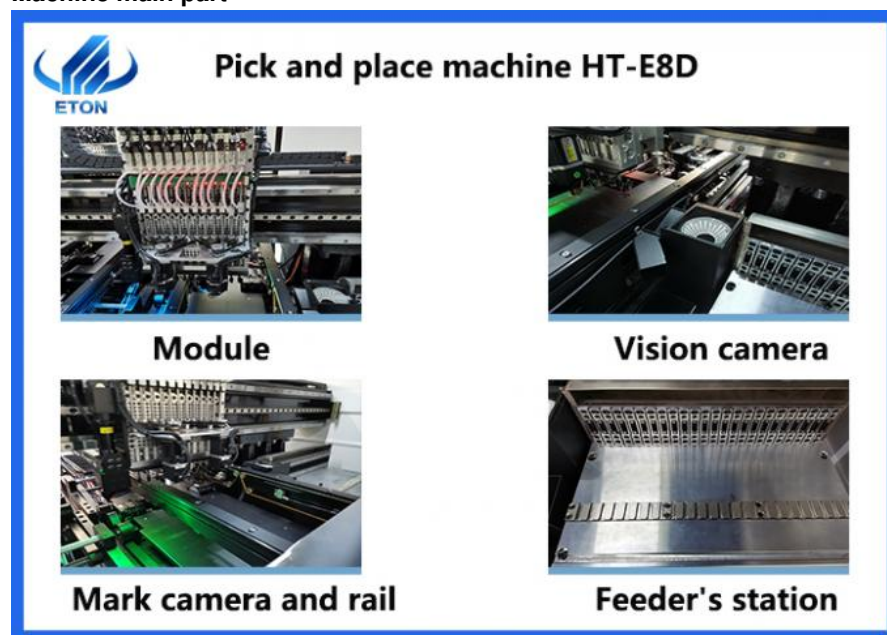 Machine main part
Pick and place machine HT-E8D
ETON
Module
Vision camera
Mark camera and rail
Feeder's station